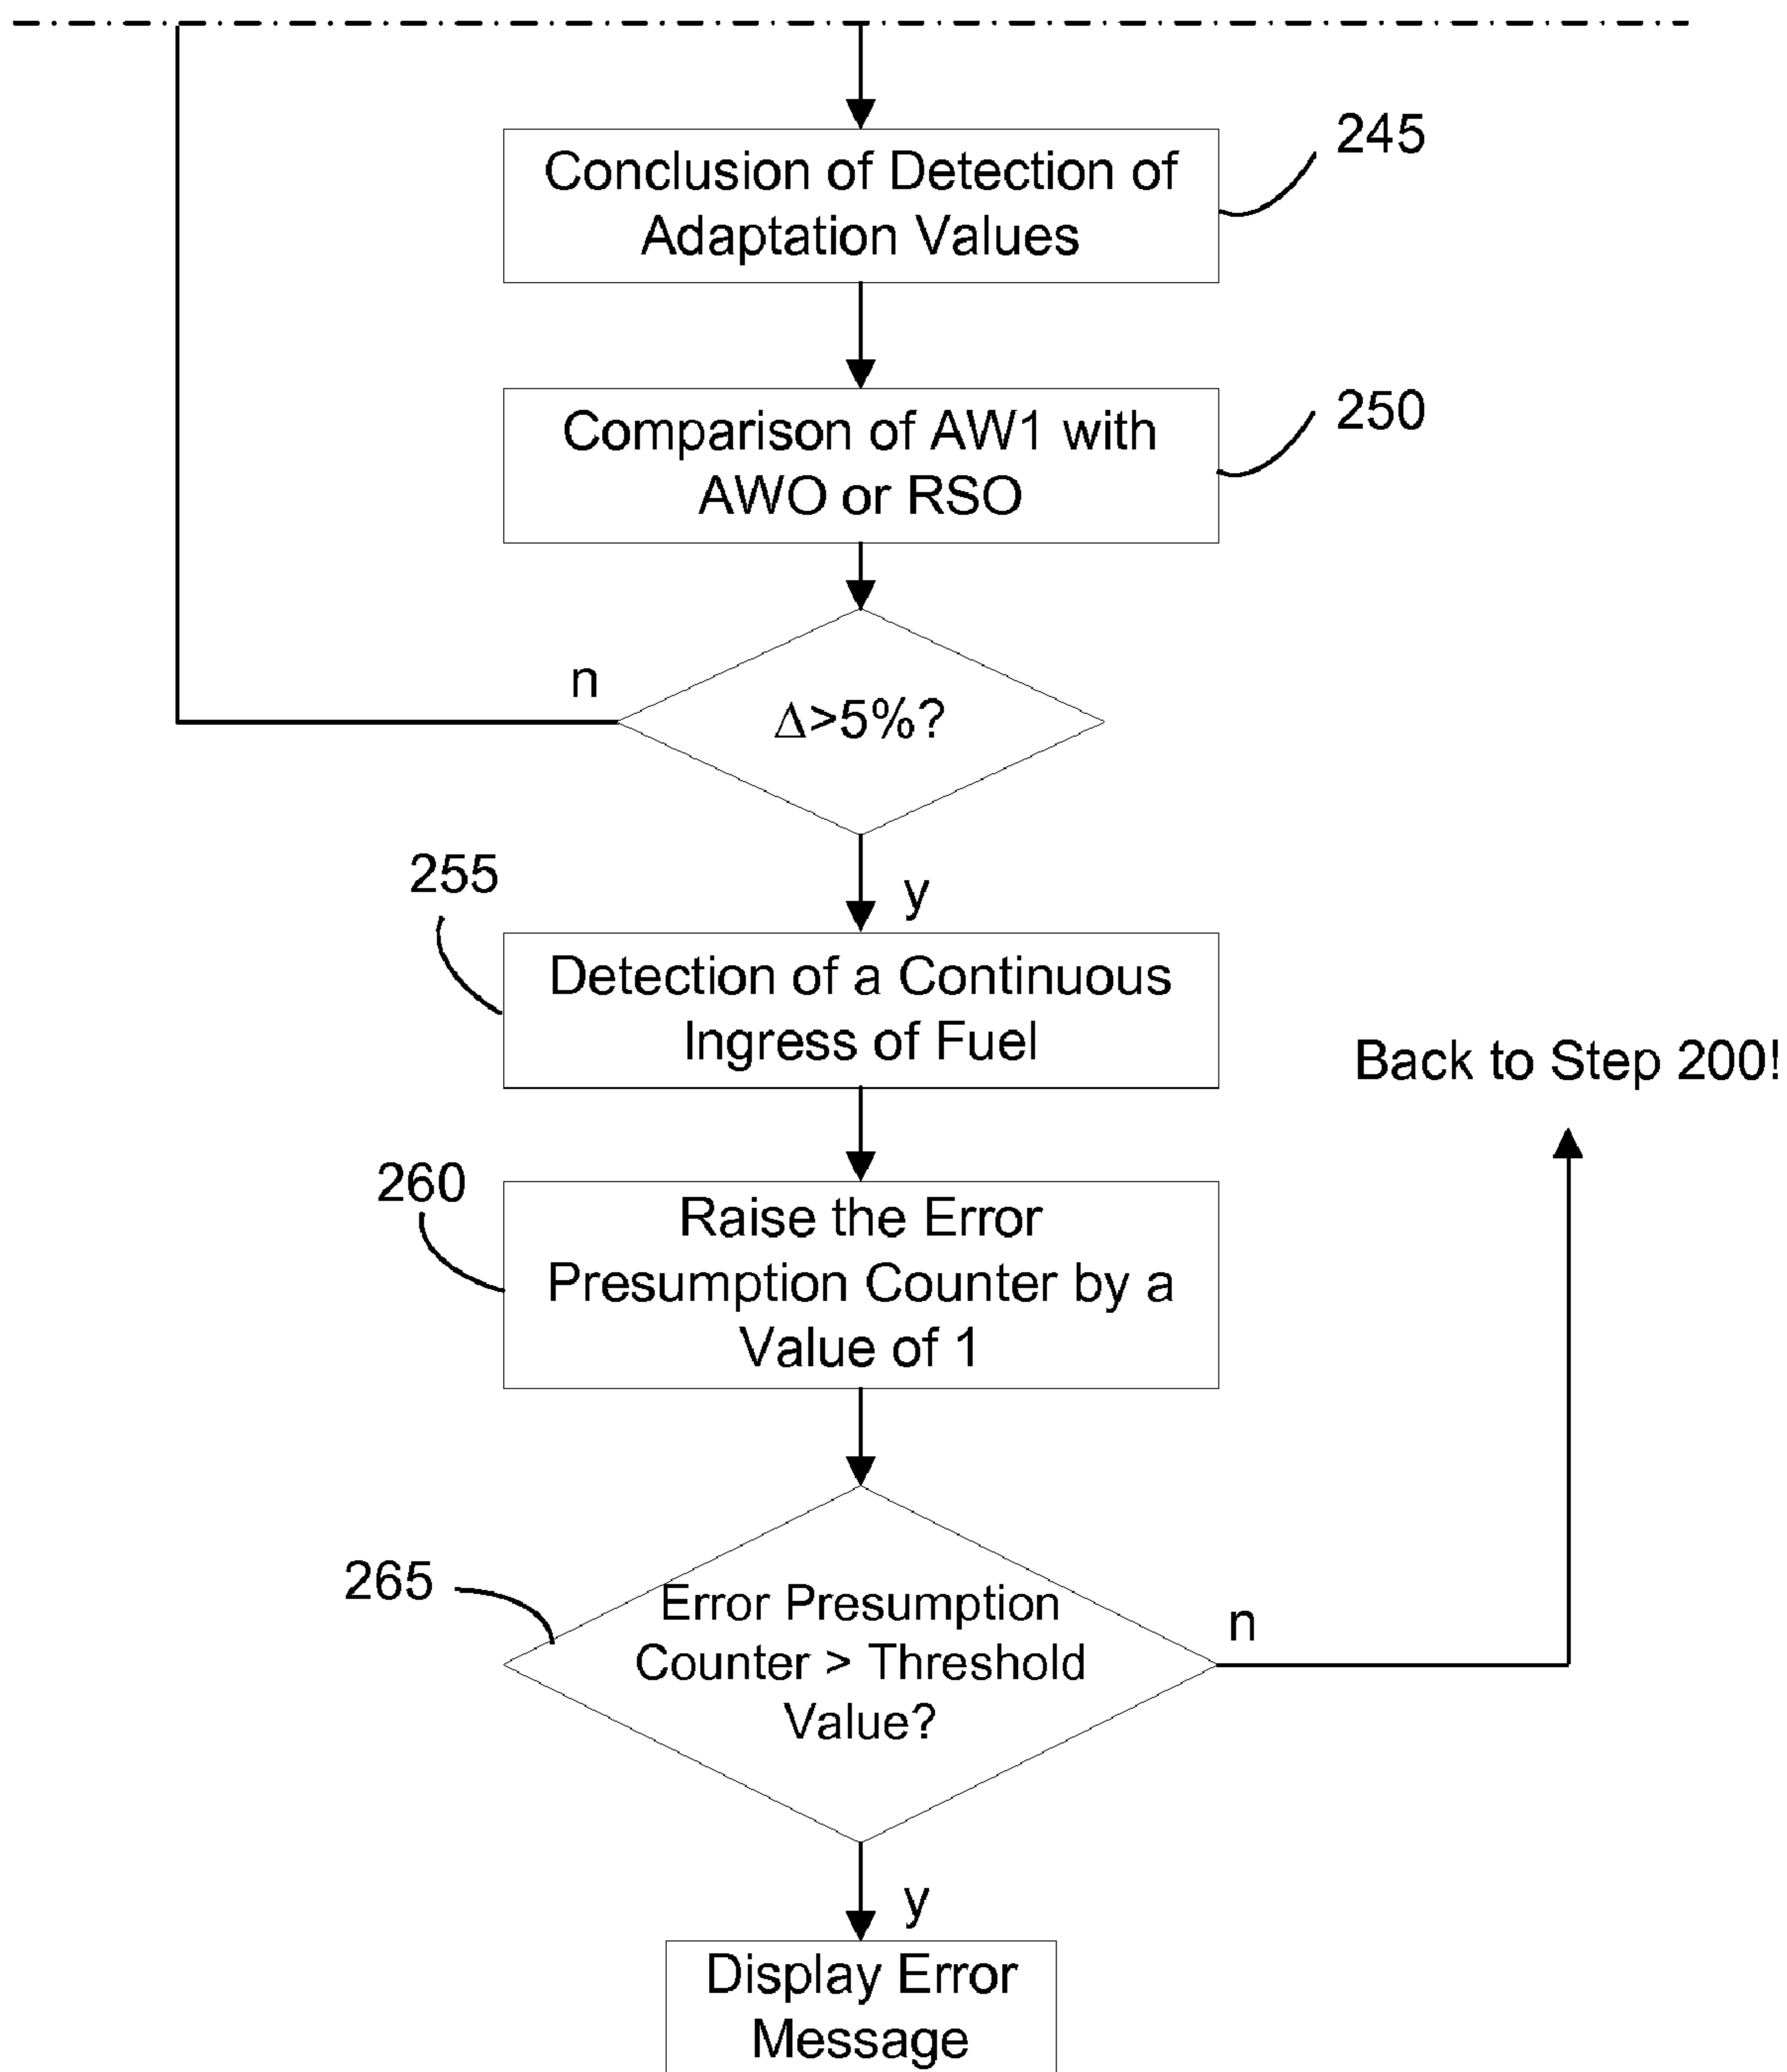 245
Conclusion of Detection of
Adaptation Values
250
Comparison of AW1 with
AWO or RSO
n
Δ>5%?
y
255
Detection of a Continuous
Ingress of Fuel
Back to Step 200!
260
Raise the Error
Presumption Counter by a
Value of 1
265
Error Presumption
Counter > Threshold
Value?
n
y
Display Error
Message